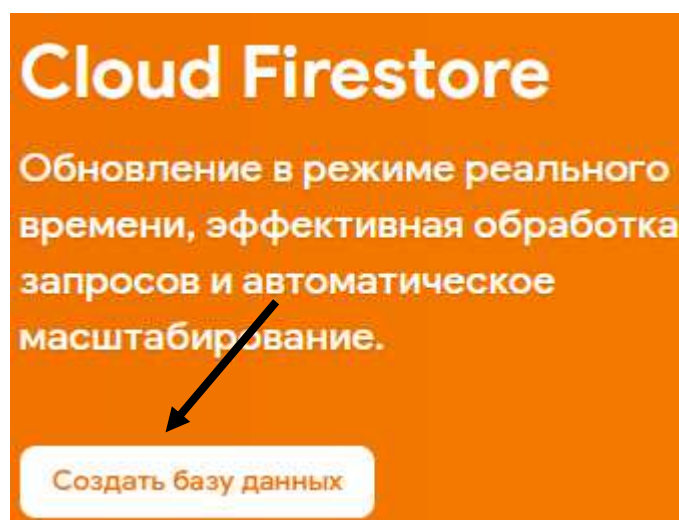 Cloud Firestore
Обновление в режиме реального
времени, эффективная обработка
запросов и автоматическое
масштабирование.
Создать базу данных